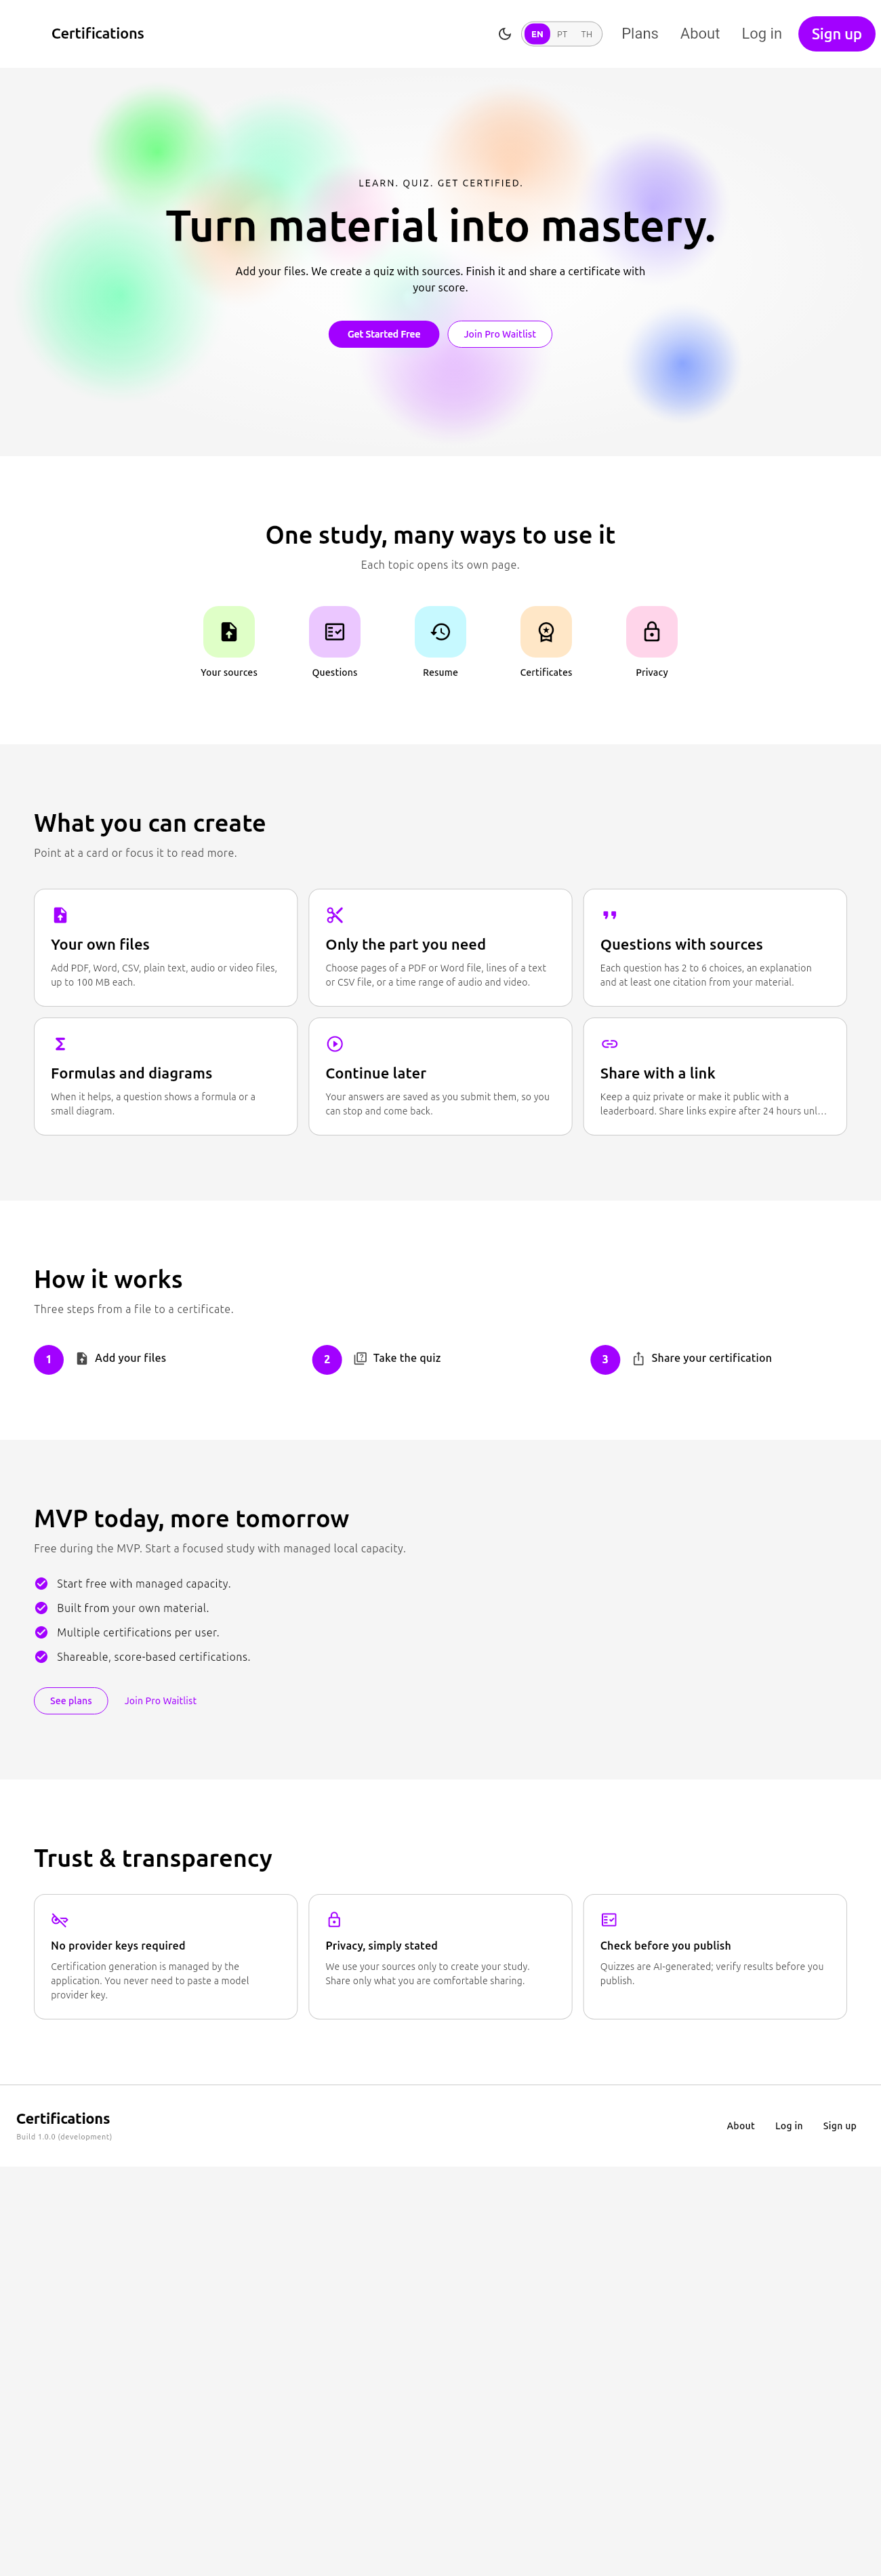 Certifications
EN PT TH
Plans
About
Log in
Sign up
LEARN. QUIZ. GET CERTIFIED.
Turn material into mastery.
Add your files. We create a quiz with sources. Finish it and share a certificate with
your score.
Get Started Free
Join Pro Waitlist
One study, many ways to use it
Each topic opens its own page.
Your sources
Questions
Resume
Certificates
Privacy
What you can create
Point at a card or focus it to read more.
Your own files
Add PDF, Word, CSV, plain text, audio or video files,
up to 100 MB each.
Only the part you need
Choose pages of a PDF or Word file, lines of a text
or CSV file, or a time range of audio and video.
Questions with sources
Each question has 2 to 6 choices, an explanation
and at least one citation from your material.
Formulas and diagrams
When it helps, a question shows a formula or a
small diagram.
Continue later
Your answers are saved as you submit them, so you
can stop and come back.
Share with a link
Keep a quiz private or make it public with a
leaderboard. Share links expire after 24 hours unl…
How it works
Three steps from a file to a certificate.
1
Add your files
2
Take the quiz
3
Share your certification
MVP today, more tomorrow
Free during the MVP. Start a focused study with managed local capacity.
Start free with managed capacity.
Built from your own material.
Multiple certifications per user.
Shareable, score-based certifications.
See plans
Join Pro Waitlist
Trust & transparency
No provider keys required
Certification generation is managed by the
application. You never need to paste a model
provider key.
Privacy, simply stated
We use your sources only to create your study.
Share only what you are comfortable sharing.
Check before you publish
Quizzes are AI-generated; verify results before you
publish.
Certifications
Build 1.0.0 (development)
About
Log in
Sign up